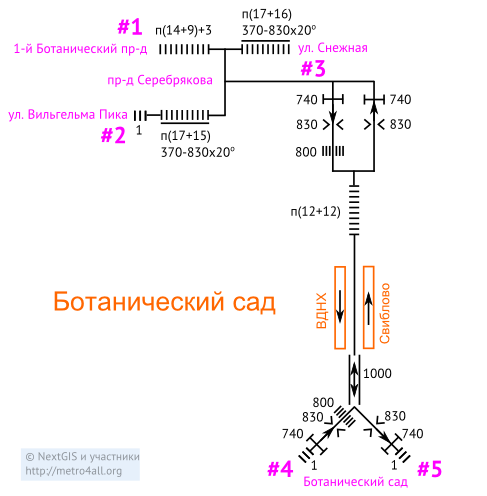 #1
п(14+9)+3
п(17+16)
370-830x20°
1-й Ботанический пр-д
ул. Снежная
#3
пр-д Серебрякова
740
740
ул. Вильгельма Пика
830
830
#2
1
п(17+15)
370-830x20°
800
п(12+12)
Ботанический сад
ВДНХ
Свиблово
1000
800
830
830
740
740
1
1
#4
#5
Ботанический сад
© NextGIS и участники
http://metro4all.org